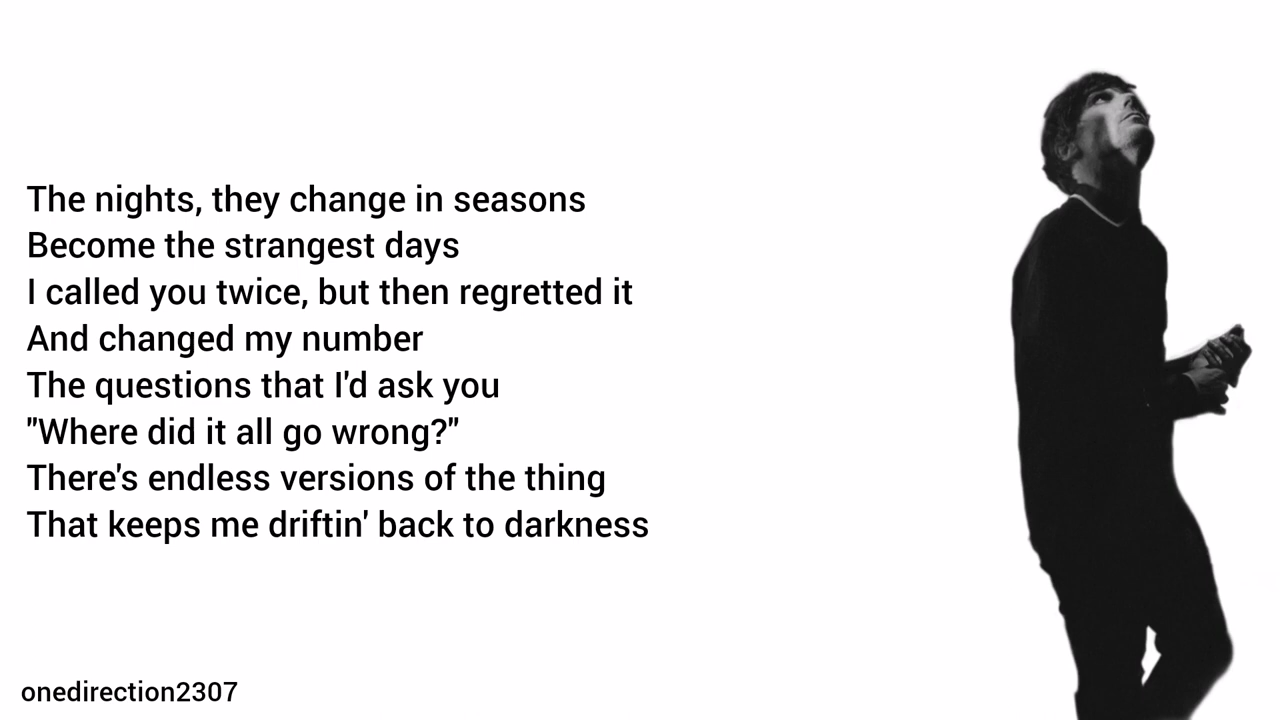 The nights, they change in seasons
Become the strangest days
I called you twice, but then regretted it
And changed my number
The questions that I'd ask you
"Where did it all go wrong?"
There's endless versions of the thing
That keeps me driftin' back to darkness
onedirection2307